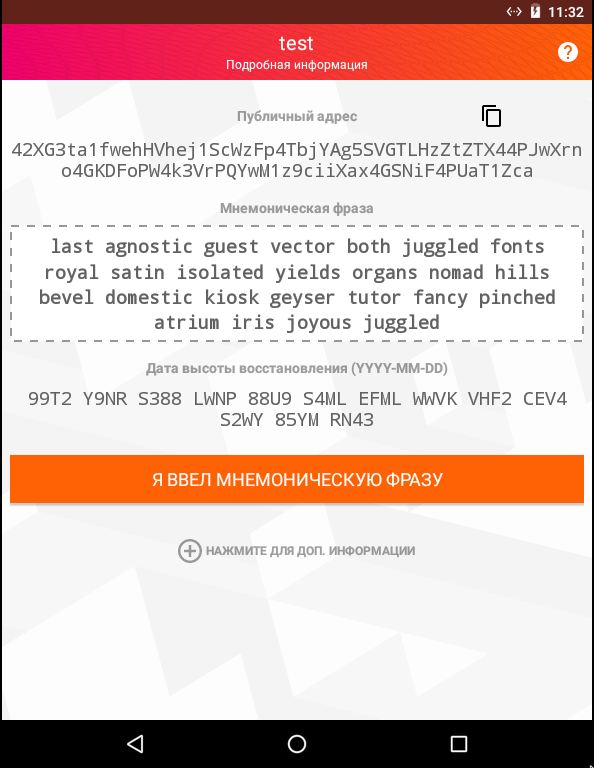 11:32
test
Подробная информация
Публичный адрес
42XG3ta1fwehHVhej1ScWzFp4TbjYAg5SVGTLHzZtZTX44PJwXrn
o4GKDFoPW4k3VrPQYwM1z9ciiXax4GSNiF4PUaT1Zca
Мнемоническая фраза
last agnostic guest vector both juggled fonts
royal satin isolated yields organs nomad hills
bevel domestic kiosk geyser tutor fancy pinched
atrium iris joyous juggled
Дата высоты восстановления (YYYY-MM-DD)
99T2 Y9NR S388 LWNP 88U9 S4ML EFML WWVK VHF2 CEV4
S2WY 85YM RN43
Я ВВЕЛ МНЕМОНИЧЕСКУЮ ФРАЗУ
НАЖМИТЕ ДЛЯ ДОП. ИНФОРМАЦИИ